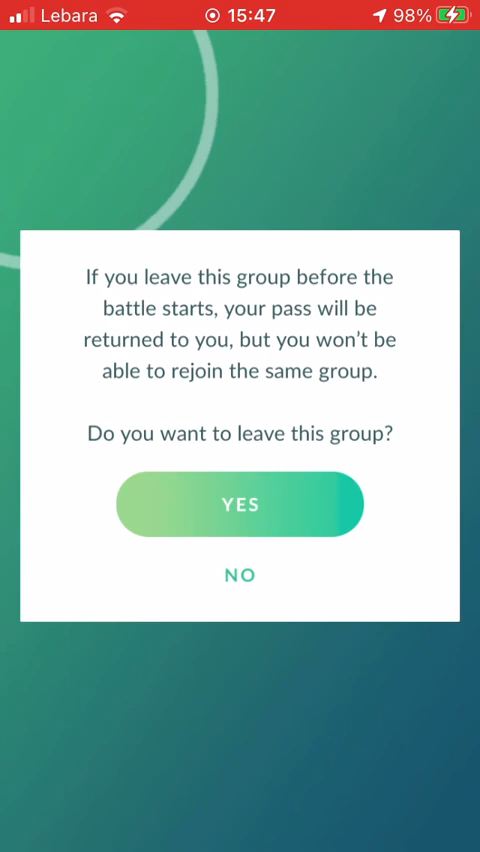 Lebara 15:47 98%
If you leave this group before the
battle starts, your pass will be
returned to you, but you won’t be
able to rejoin the same group.
Do you want to leave this group?
YES
NO